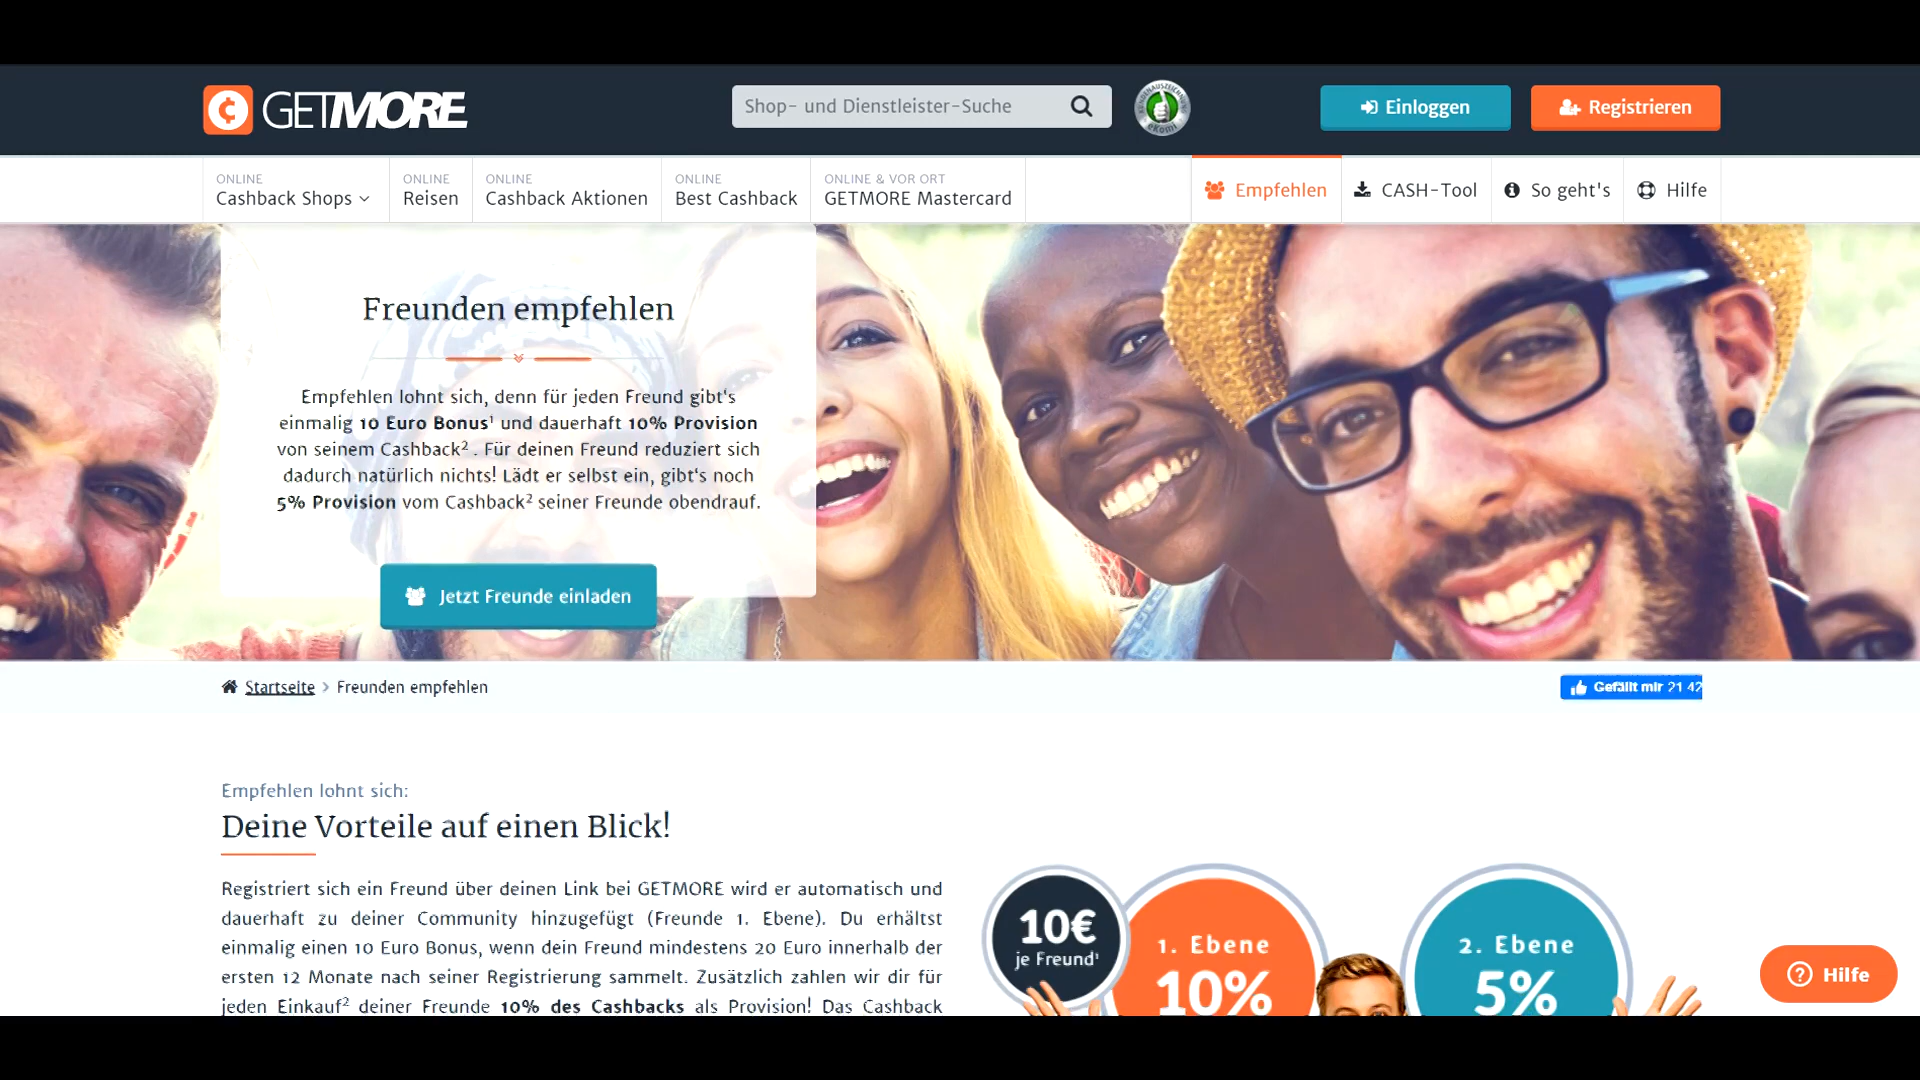 GETMORE
Shop- und Dienstleister-Suche
KUNDENAUSZEICHNUNG
eKomi
Einloggen
Registrieren
ONLINE
Cashback Shops
ONLINE
Reisen
ONLINE
Cashback Aktionen
ONLINE
Best Cashback
ONLINE & VOR ORT
GETMORE Mastercard
Empfehlen
CASH-Tool
So geht's
Hilfe
Freunden empfehlen
Empfehlen lohnt sich, denn für jeden Freund gibt's
einmalig 10 Euro Bonus¹ und dauerhaft 10% Provision
von seinem Cashback² . Für deinen Freund reduziert sich
dadurch natürlich nichts! Lädt er selbst ein, gibt's noch
5% Provision vom Cashback² seiner Freunde obendrauf.
Jetzt Freunde einladen
Startseite > Freunden empfehlen
Gefällt mir 21 42
Empfehlen lohnt sich:
Deine Vorteile auf einen Blick!
Registriert sich ein Freund über deinen Link bei GETMORE wird er automatisch und
dauerhaft zu deiner Community hinzugefügt (Freunde 1. Ebene). Du erhältst
einmalig einen 10 Euro Bonus, wenn dein Freund mindestens 20 Euro innerhalb der
ersten 12 Monate nach seiner Registrierung sammelt. Zusätzlich zahlen wir dir für
jeden Einkauf² deiner Freunde 10% des Cashbacks als Provision! Das Cashback
10€
je Freund¹
1. Ebene
10%
2. Ebene
5%
Hilfe